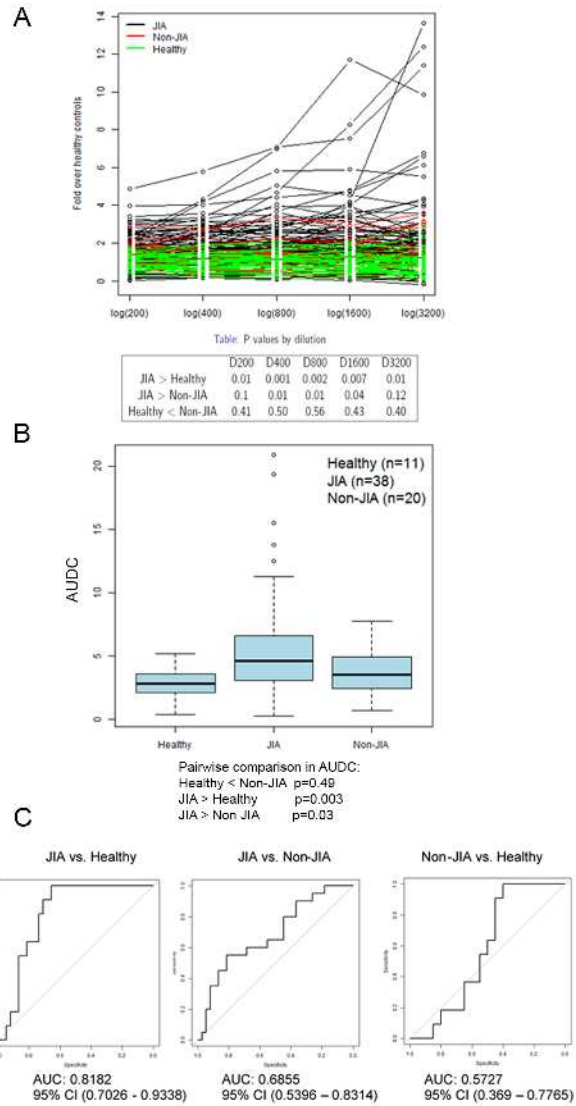 A
JIA
Non-JIA
Healthy
Fold over healthy controls
14
12
10
8
6
4
2
0
log(200) log(400) log(800) log(1600) log(3200)
Table: P values by dilution
D200 D400 D800 D1600 D3200
JIA > Healthy 0.01 0.001 0.002 0.007 0.01
JIA > Non-JIA 0.1 0.01 0.01 0.04 0.12
Healthy < Non-JIA 0.41 0.50 0.56 0.43 0.40
B
Healthy (n=11)
JIA (n=38)
Non-JIA (n=20)
AUDC
20
15
10
5
0
Healthy JIA Non-JIA
Pairwise comparison in AUDC:
Healthy < Non-JIA p=0.49
JIA > Healthy p=0.003
JIA > Non JIA p=0.03
C
JIA vs. Healthy JIA vs. Non-JIA Non-JIA vs. Healthy
Specificity Specificity Specificity
AUC: 0.8182 AUC: 0.6855 AUC: 0.5727
95% CI (0.7026 - 0.9338) 95% CI (0.5396 – 0.8314) 95% CI (0.369 – 0.7765)